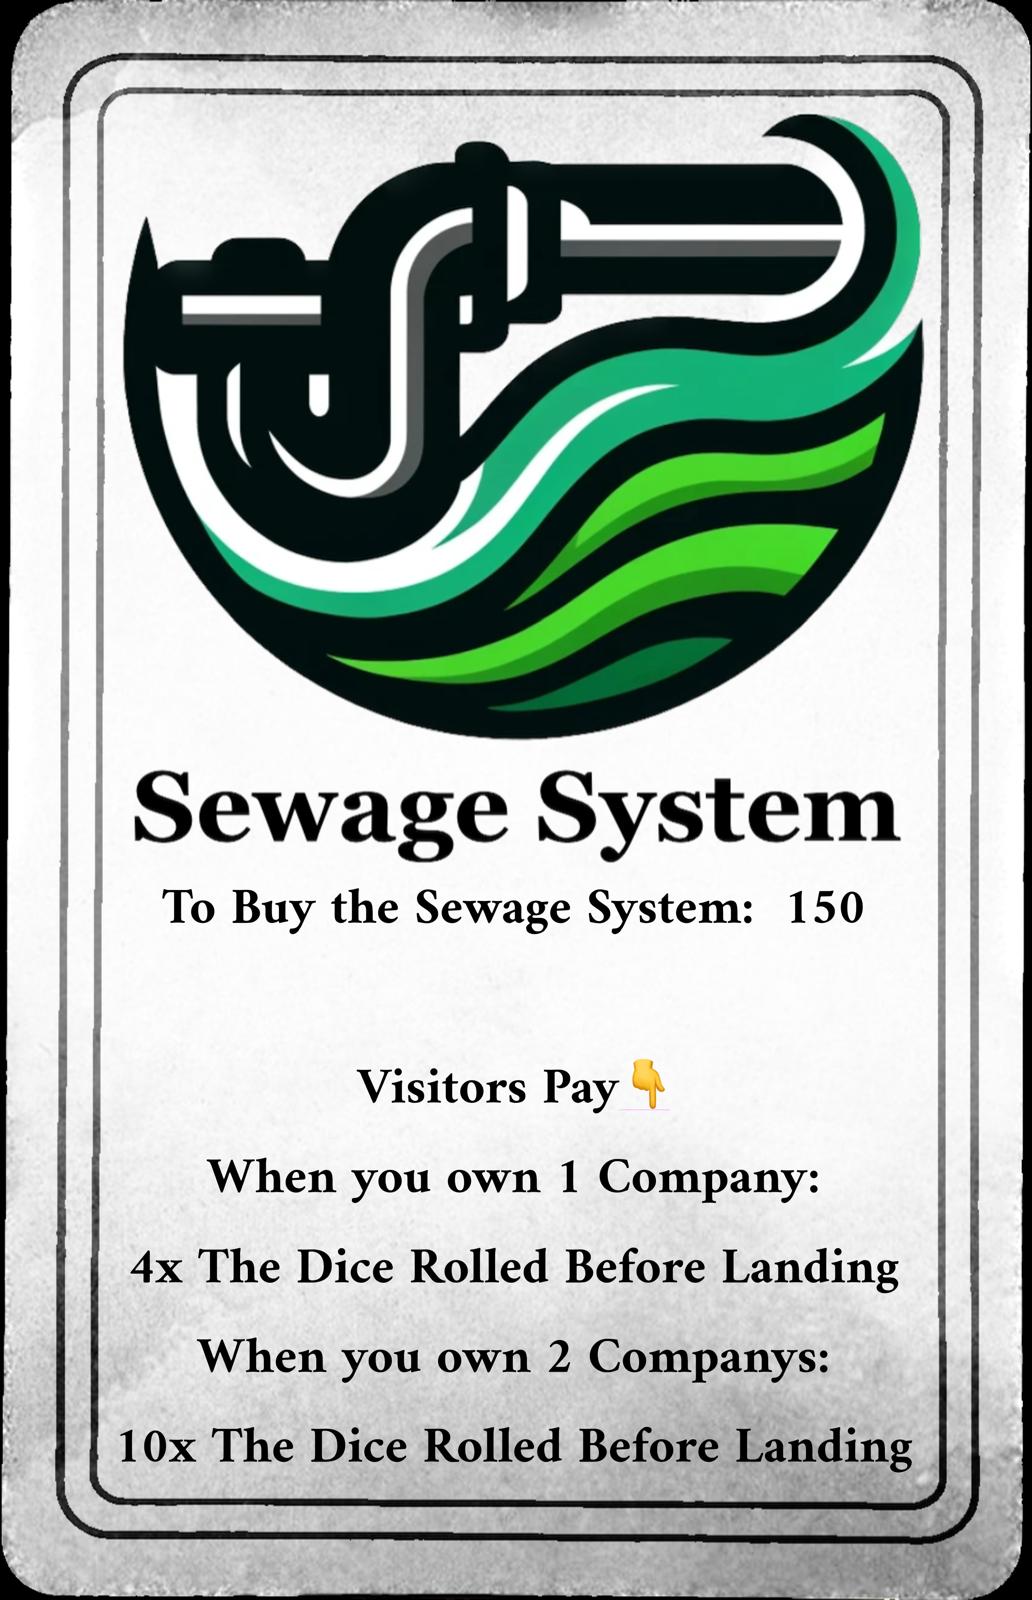 Sewage System
To Buy the Sewage System: 150
Visitors Pay👇
When you own 1 Company:
4x The Dice Rolled Before Landing
When you own 2 Companys:
10x The Dice Rolled Before Landing